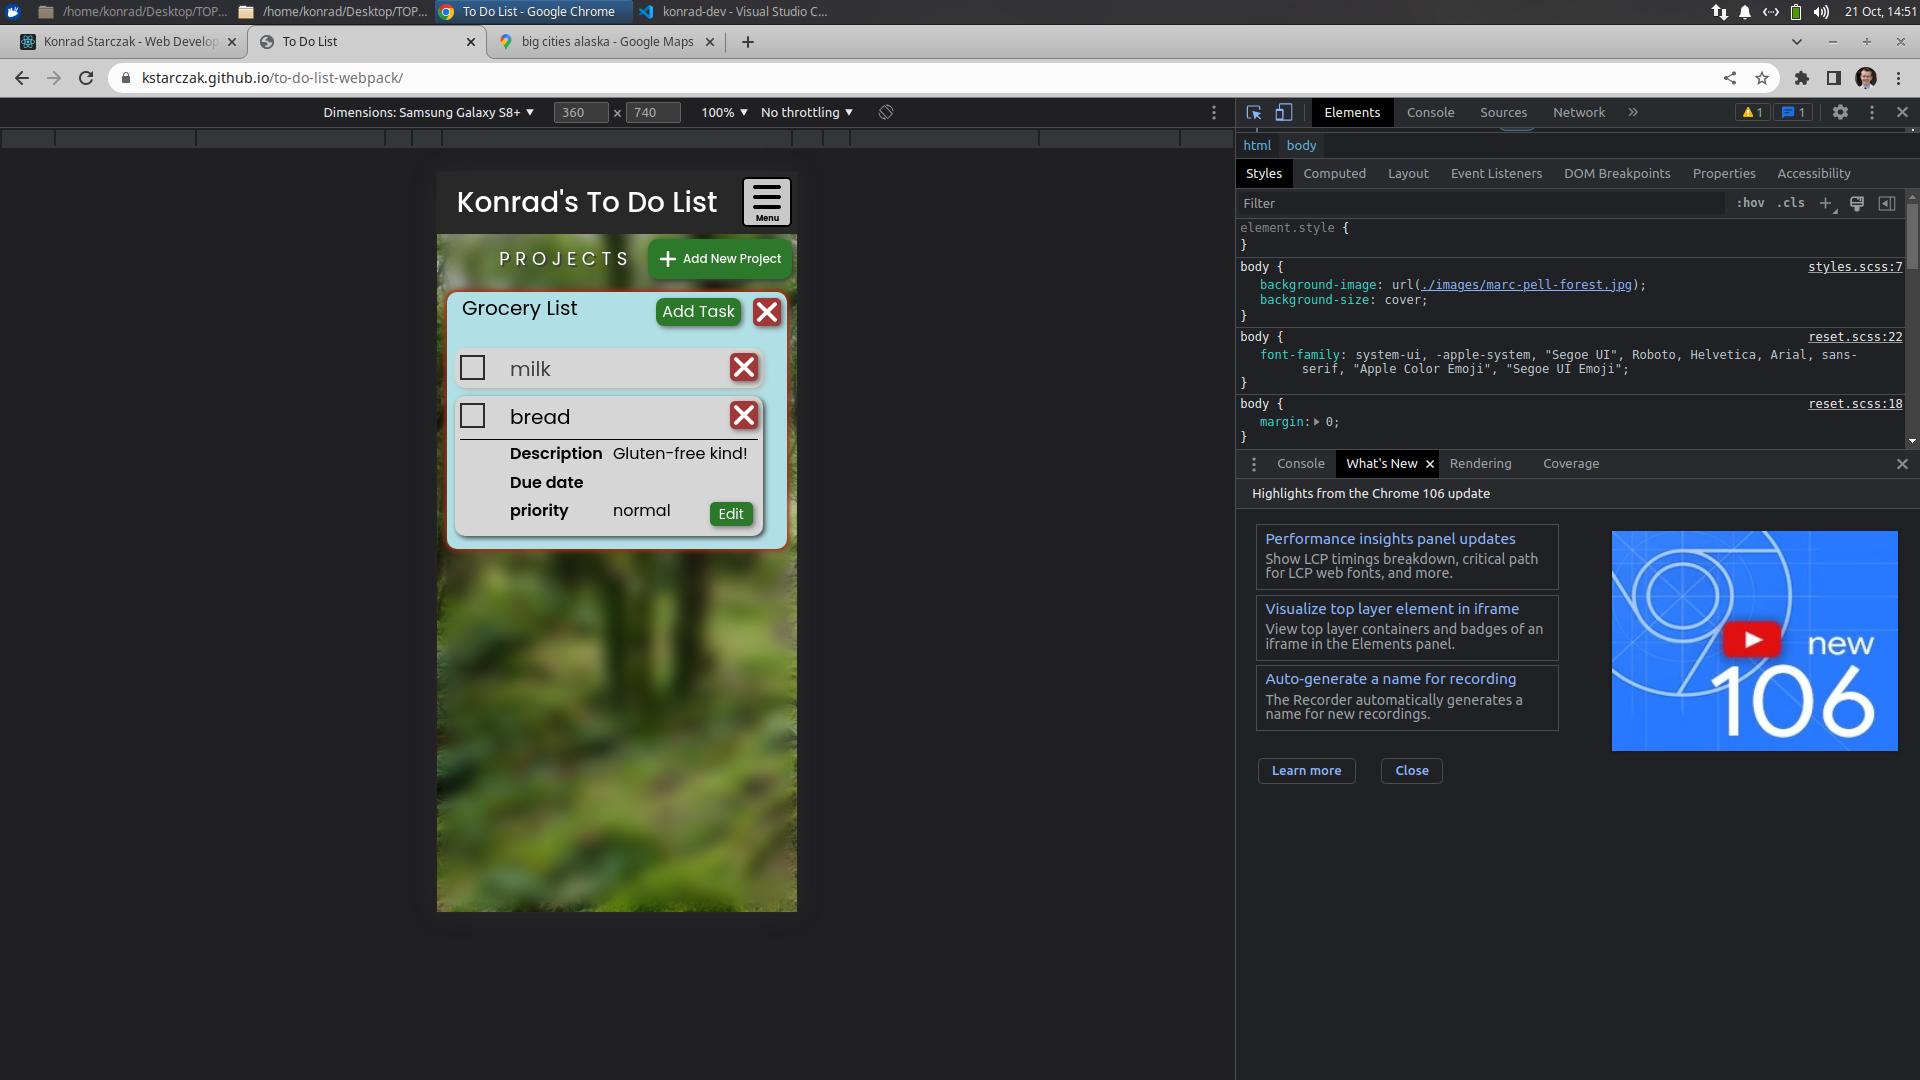 /home/konrad/Desktop/TOP... /home/konrad/Desktop/TOP... To Do List - Google Chrome konrad-dev - Visual Studio C... 21 Oct, 14:51
Konrad Starczak - Web Develop To Do List big cities alaska - Google Maps
kstarczak.github.io/to-do-list-webpack/
Dimensions: Samsung Galaxy S8+ 360 x 740 100% No throttling
Elements Console Sources Network 1 1
html body
Styles Computed Layout Event Listeners DOM Breakpoints Properties Accessibility
Filter :hov .cls
element.style {
}
body { styles.scss:7
background-image: url(./images/marc-pell-forest.jpg);
background-size: cover;
}
body { reset.scss:22
font-family: system-ui, -apple-system, "Segoe UI", Roboto, Helvetica, Arial, sans-
serif, "Apple Color Emoji", "Segoe UI Emoji";
}
body { reset.scss:18
margin: 0;
}
Konrad's To Do List
Menu
PROJECTS
Add New Project
Grocery List
Add Task
milk
bread
Description Gluten-free kind!
Due date
priority normal
Edit
Console What's New Rendering Coverage
Highlights from the Chrome 106 update
Performance insights panel updates
Show LCP timings breakdown, critical path
for LCP web fonts, and more.
Visualize top layer element in iframe
View top layer containers and badges of an
iframe in the Elements panel.
Auto-generate a name for recording
The Recorder automatically generates a
name for new recordings.
Learn more Close
new
106